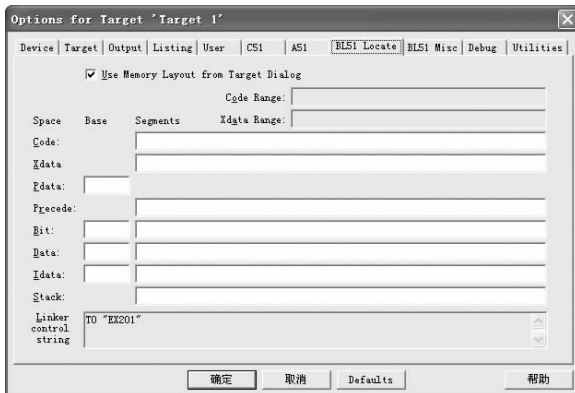 Options for Target 'Target 1'
Device Target Output Listing User C51 A51 BL51 Locate BL51 Misc Debug Utilities
Use Memory Layout from Target Dialog
Code Range:
Space Base Segments Xdata Range:
Code:
Xdata
Pdata:
Precede:
Bit:
Data:
Idata:
Stack:
Linker control string
TO "EX201"
确定 取消 Defaults 帮助